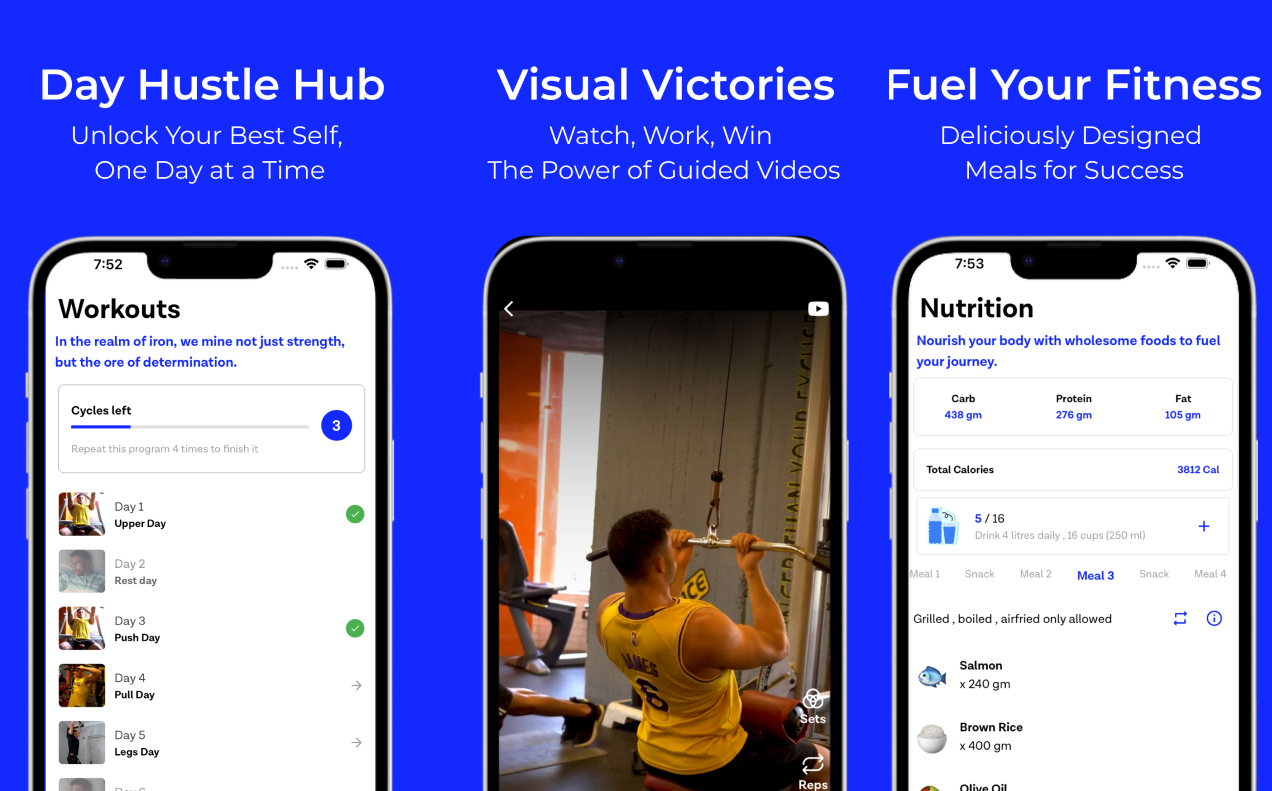 Day Hustle Hub
Unlock Your Best Self,
One Day at a Time
7:52
Workouts
In the realm of iron, we mine not just strength,
but the ore of determination.
Cycles left
3
Repeat this program 4 times to finish it
Day 1
Upper Day
Day 2
Rest day
Day 3
Push Day
Day 4
Pull Day
Day 5
Legs Day
Visual Victories
Watch, Work, Win
The Power of Guided Videos
JAMES
6
Sets
Reps
Fuel Your Fitness
Deliciously Designed
Meals for Success
7:53
Nutrition
Nourish your body with wholesome foods to fuel
your journey.
Carb Protein Fat
438 gm 276 gm 105 gm
Total Calories 3812 Cal
5 / 16
Drink 4 litres daily , 16 cups (250 ml)
Meal 1 Snack Meal 2 Meal 3 Snack Meal 4
Grilled , boiled , airfried only allowed
Salmon
x 240 gm
Brown Rice
x 400 gm
Olive Oil